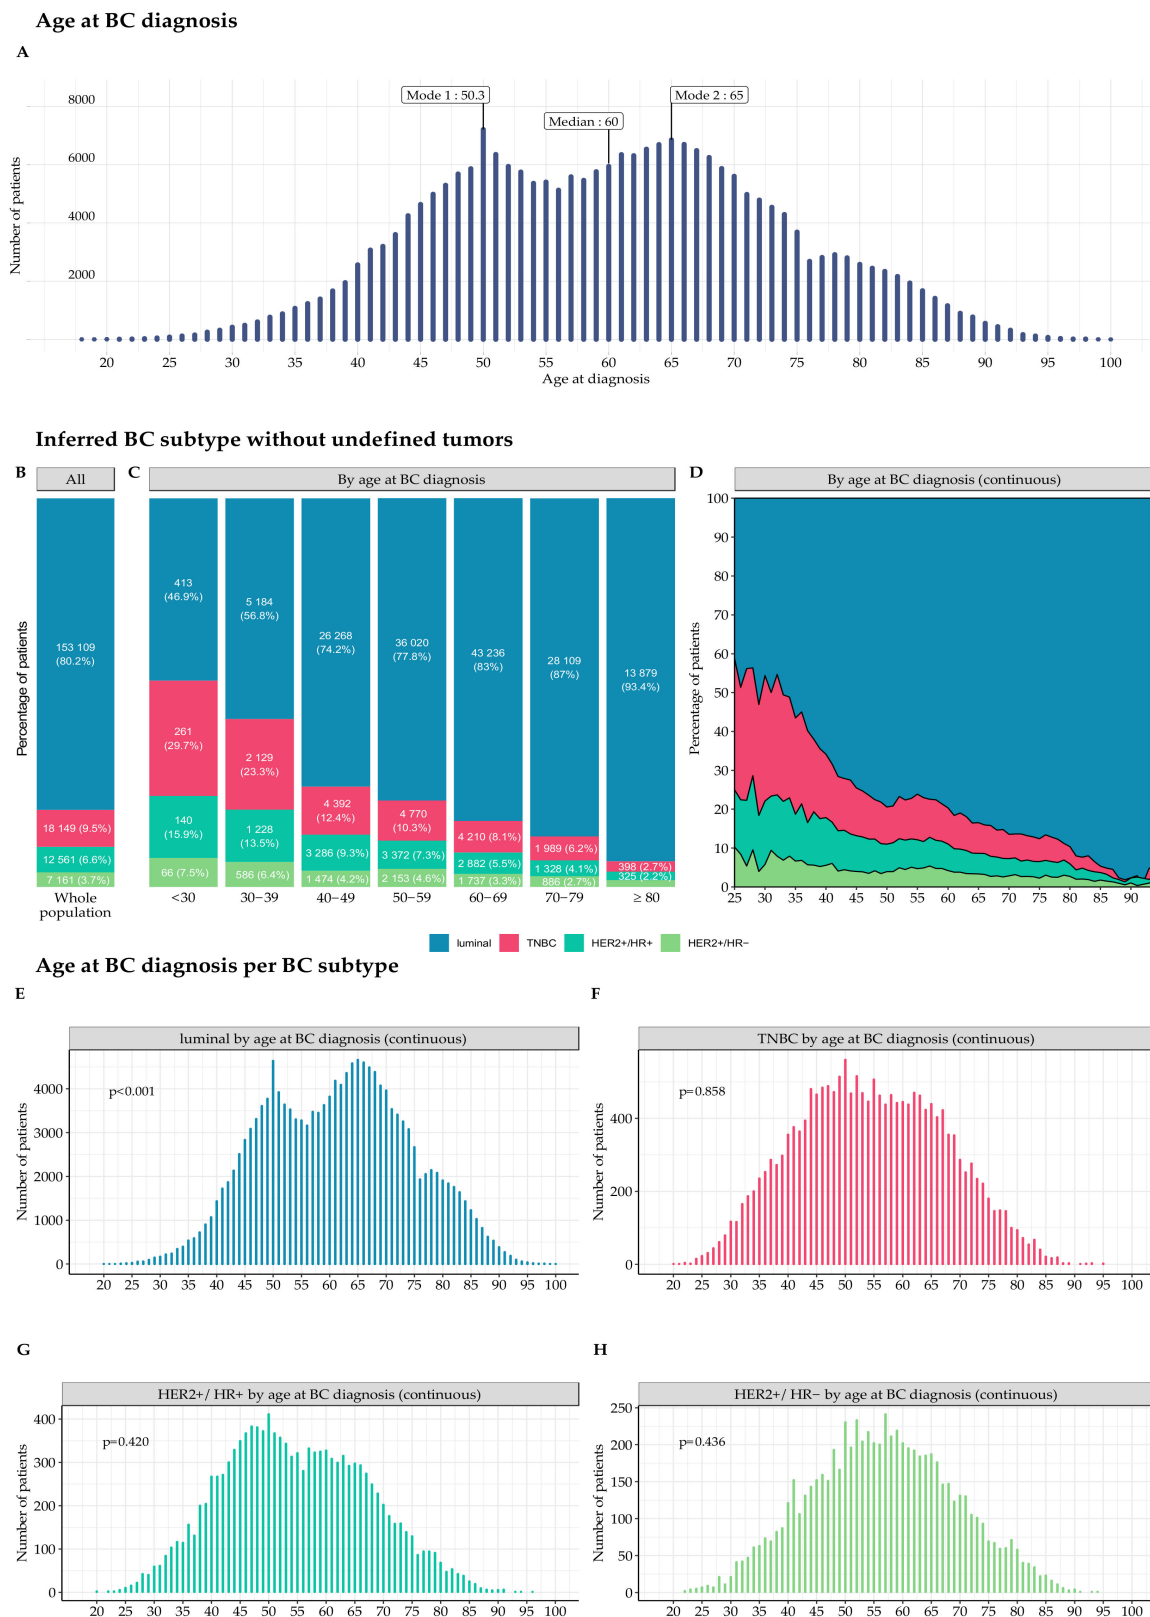 Age at BC diagnosis
A
Number of patients
8000
6000
4000
2000
Mode 1 : 50.3
Median : 60
Mode 2 : 65
20 25 30 35 40 45 50 55 60 65 70 75 80 85 90 95 100
Age at diagnosis
Inferred BC subtype without undefined tumors
B
All
Percentage of patients
153 109
(80.2%)
18 149 (9.5%)
12 561 (6.6%)
7 161 (3.7%)
Whole
population
C
By age at BC diagnosis
413
(46.9%)
261
(29.7%)
140
(15.9%)
66 (7.5%)
<30
5 184
(56.8%)
2 129
(23.3%)
1 228
(13.5%)
586 (6.4%)
30−39
26 268
(74.2%)
4 392
(12.4%)
3 286 (9.3%)
1 474 (4.2%)
40−49
36 020
(77.8%)
4 770
(10.3%)
3 372 (7.3%)
2 153 (4.6%)
50−59
43 236
(83%)
4 210 (8.1%)
2 882 (5.5%)
1 737 (3.3%)
60−69
28 109
(87%)
1 989 (6.2%)
1 328 (4.1%)
886 (2.7%)
70−79
13 879
(93.4%)
398 (2.7%)
325 (2.2%)
≥ 80
D
By age at BC diagnosis (continuous)
Percentage of patients
100
90
80
70
60
50
40
30
20
10
0
25 30 35 40 45 50 55 60 65 70 75 80 85 90
luminal TNBC HER2+/HR+ HER2+/HR−
Age at BC diagnosis per BC subtype
E
luminal by age at BC diagnosis (continuous)
p<0.001
Number of patients
4000
3000
2000
1000
0
20 25 30 35 40 45 50 55 60 65 70 75 80 85 90 95 100
F
TNBC by age at BC diagnosis (continuous)
p=0.858
Number of patients
400
200
0
20 25 30 35 40 45 50 55 60 65 70 75 80 85 90 95 100
G
HER2+/ HR+ by age at BC diagnosis (continuous)
p=0.420
Number of patients
400
300
200
100
0
20 25 30 35 40 45 50 55 60 65 70 75 80 85 90 95 100
H
HER2+/ HR− by age at BC diagnosis (continuous)
p=0.436
Number of patients
250
200
150
100
50
0
20 25 30 35 40 45 50 55 60 65 70 75 80 85 90 95 100